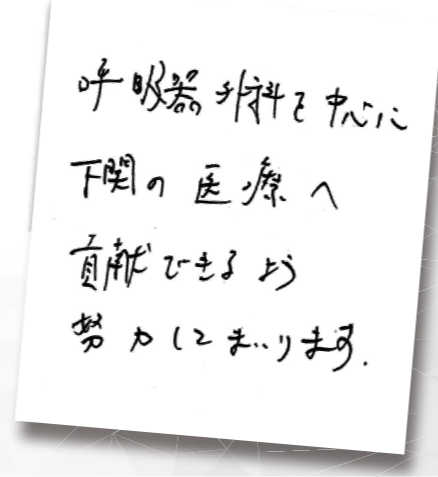 呼吸器外科を中心に
下関の医療へ
貢献できるよう
努力してまいります.